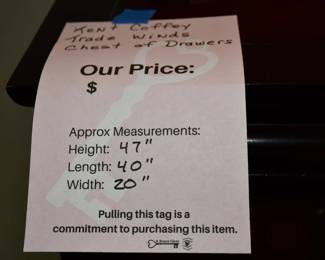 Kent Coffey
Trade Winds
Chest of Drawers
Our Price:
$
Approx Measurements:
Height: 47"
Length: 40"
Width: 20"
Pulling this tag is a
commitment to purchasing this item.